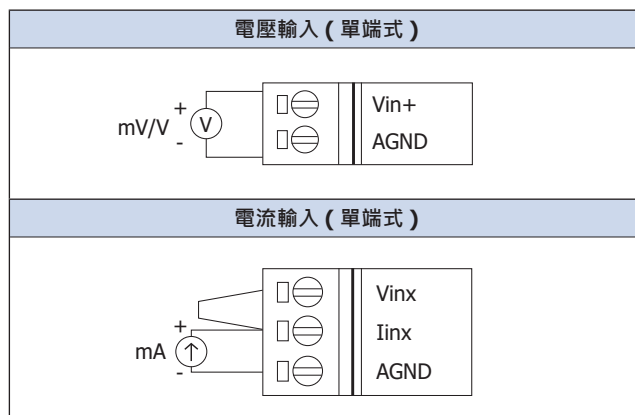 電壓輸入 ( 單端式 )
+
mV/V
V
-
Vin+
AGND
電流輸入 ( 單端式 )
+
mA
-
Vinx
Iinx
AGND